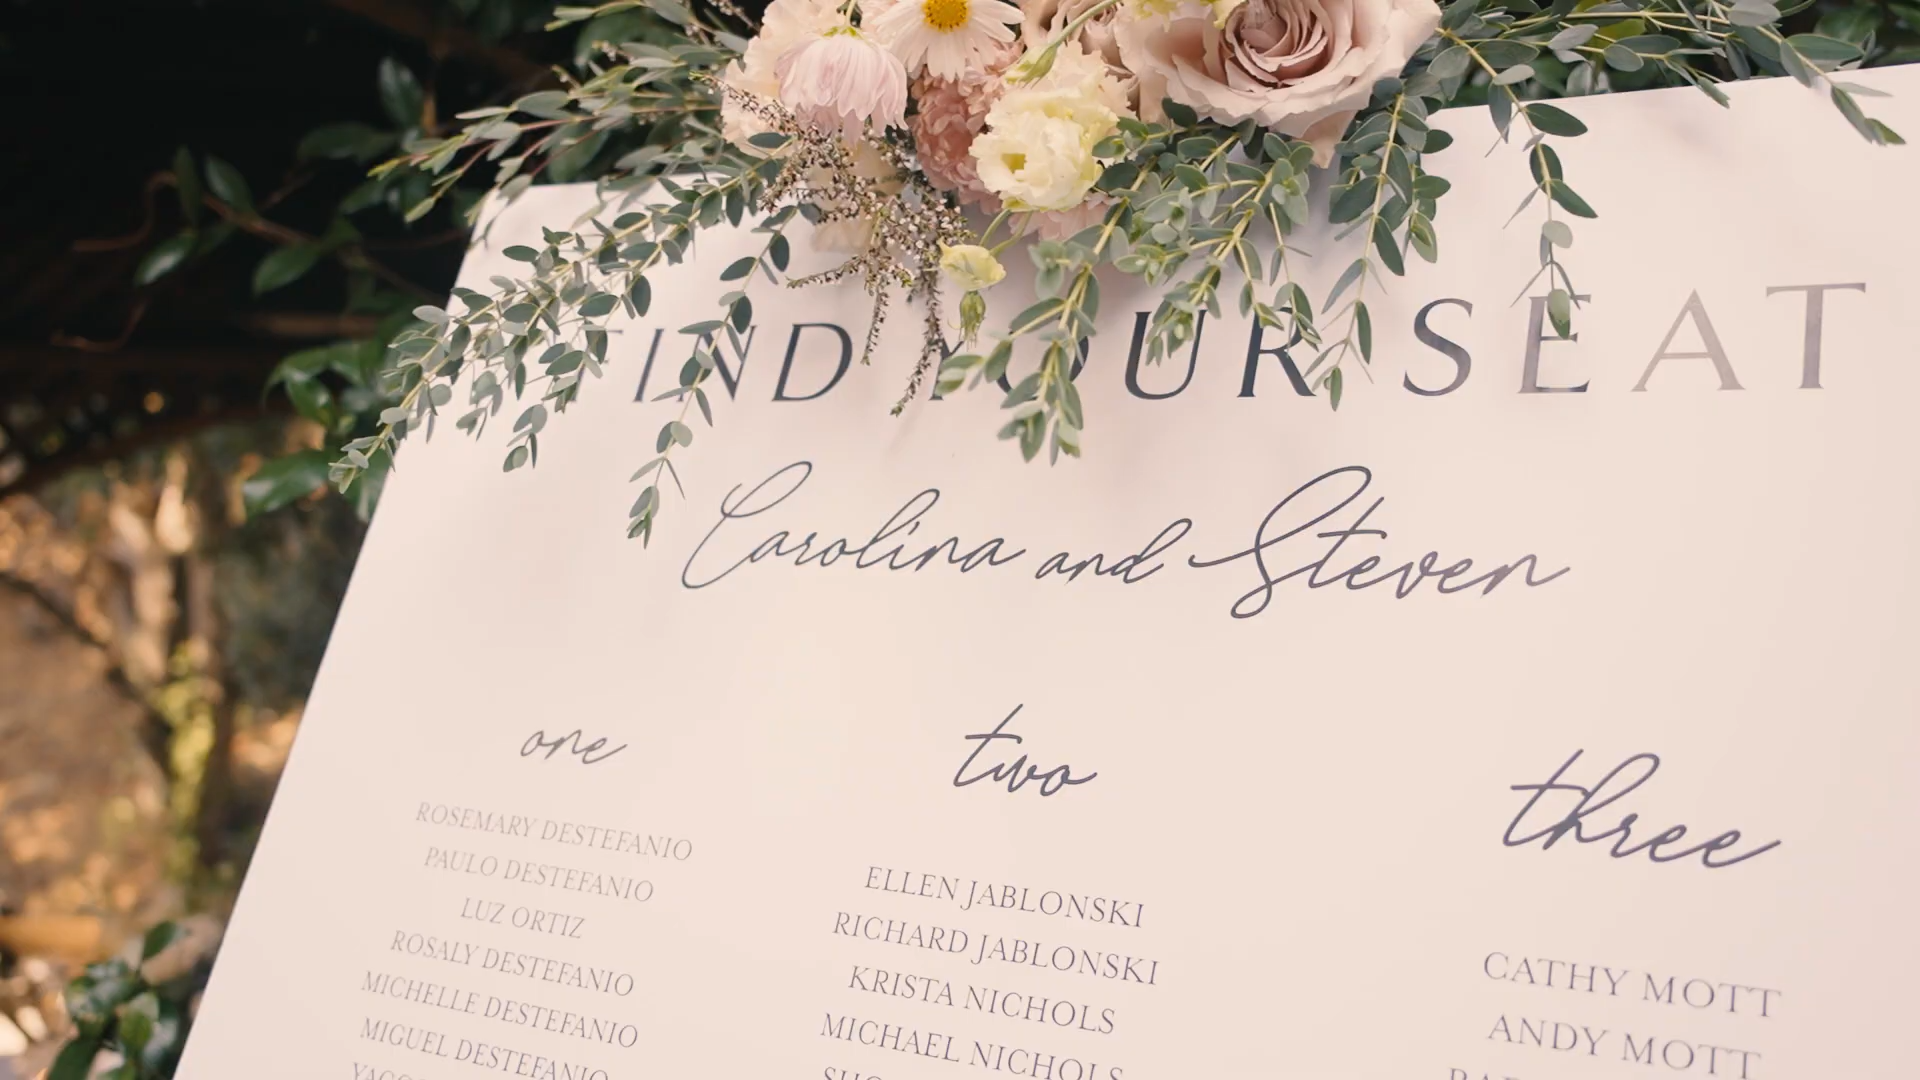 FIND YOUR SEAT
Carolina and Steven
one
ROSEMARY DESTEFANIO
PAULO DESTEFANIO
LUZ ORTIZ
ROSALY DESTEFANIO
MICHELLE DESTEFANIO
MIGUEL DESTEFANIO
two
ELLEN JABLONSKI
RICHARD JABLONSKI
KRISTA NICHOLS
MICHAEL NICHOLS
three
CATHY MOTT
ANDY MOTT